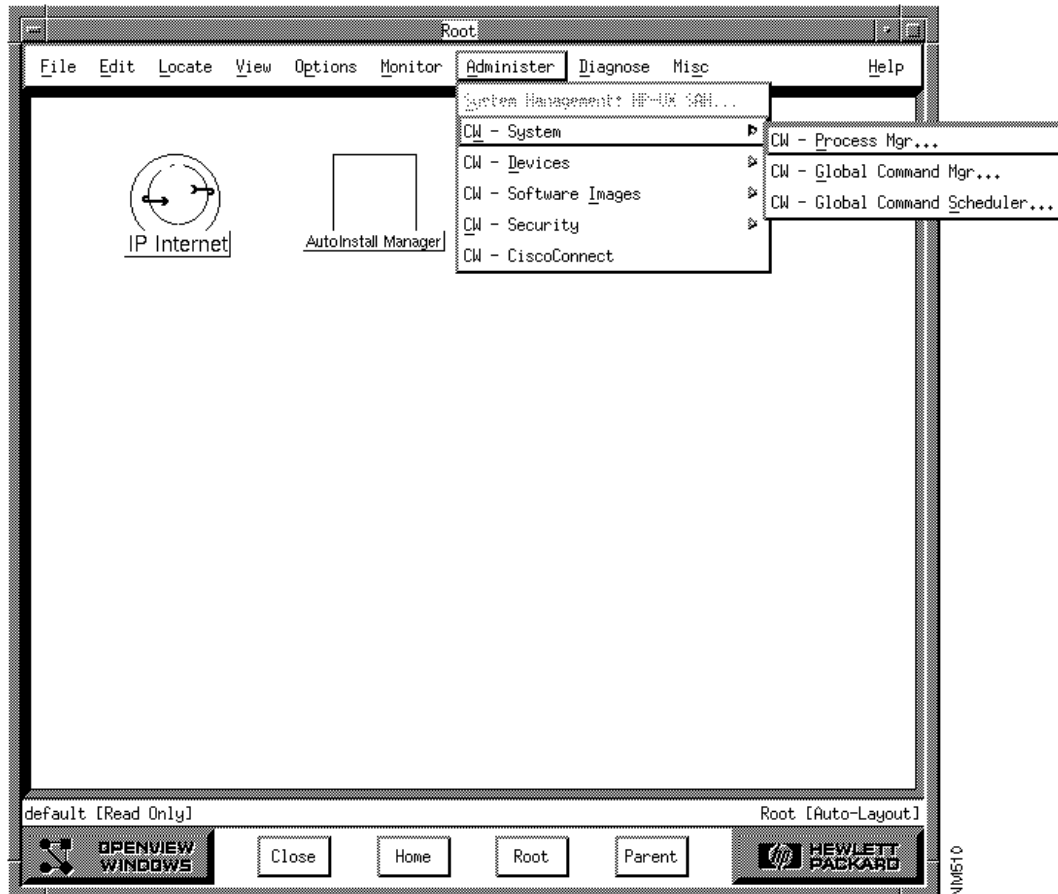 Root
File Edit Locate View Options Monitor Administer Diagnose Misc Help
System Management: HP-UX SAM...
CW - System
CW - Devices
CW - Software Images
CW - Security
CW - CiscoConnect
CW - Process Mgr...
CW - Global Command Mgr...
CW - Global Command Scheduler...
IP Internet
AutoInstall Manager
default [Read Only] Root [Auto-Layout]
OPENVIEW
WINDOWS
Close Home Root Parent
hp HEWLETT
PACKARD
NM510